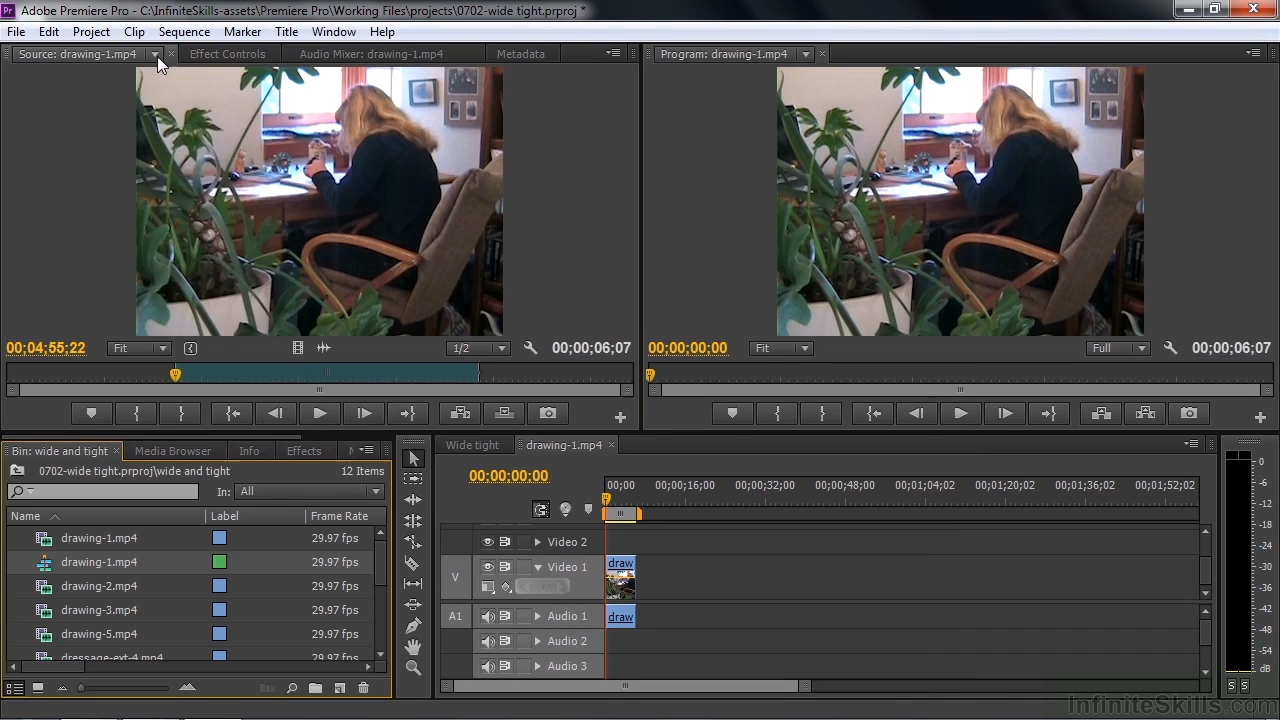 Pr Adobe Premiere Pro - C:\InfiniteSkills-assets\Premiere Pro\Working Files\projects\0702-wide tight.prproj *
File Edit Project Clip Sequence Marker Title Window Help
Source: drawing-1.mp4 Effect Controls Audio Mixer: drawing-1.mp4 Metadata Program: drawing-1.mp4
00;04;55;22 Fit 1/2 00;00;06;07 00;00;00;00 Fit Full 00;00;06;07
Bin: wide and tight Media Browser Info Effects Wide tight drawing-1.mp4
0702-wide tight.prproj\wide and tight 12 Items
00;00;00;00
In: All
00;00 00;00;16;00 00;00;32;00 00;00;48;00 00;01;04;02 00;01;20;02 00;01;36;02 00;01;52;02
Name Label Frame Rate
drawing-1.mp4 29.97 fps
drawing-1.mp4 29.97 fps
drawing-2.mp4 29.97 fps
drawing-3.mp4 29.97 fps
drawing-5.mp4 29.97 fps
dressage-ext-4.mp4 29.97 fps
Video 2
V Video 1 draw
A1 Audio 1 draw
Audio 2
Audio 3
0
-6
-12
-18
-24
-30
-36
-42
-48
-54
dB
S S
InfiniteSkills.com